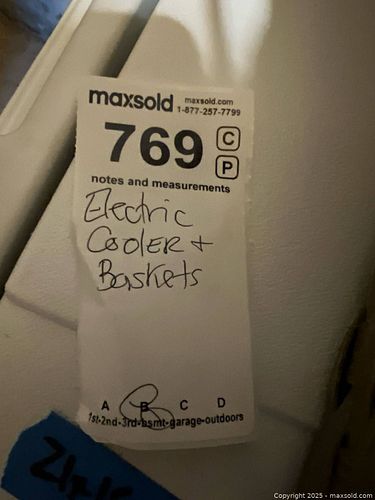 maxsold maxsold.com
1-877-257-7799
769 C
P
notes and measurements
Electric
Cooler +
Baskets
A B C D
1st-2nd-3rd-bsmt-garage-outdoors
Copyright 2025 - maxsold.com